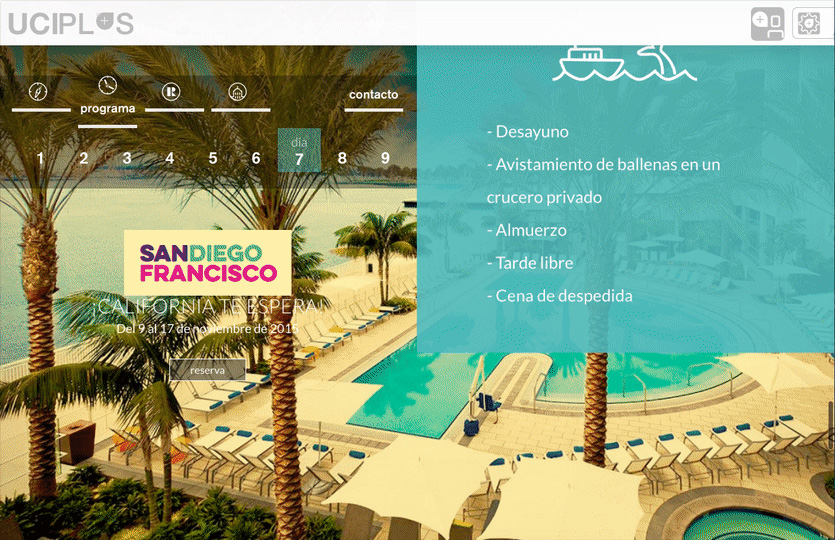 UCIPLUS
programa
contacto
día
1 2 3 4 5 6 7 8 9
SANDIEGO
FRANCISCO
¡CALIFORNIA TE ESPERA!
Del 9 al 17 de noviembre de 2015
reserva
- Desayuno
- Avistamiento de ballenas en un
crucero privado
- Almuerzo
- Tarde libre
- Cena de despedida